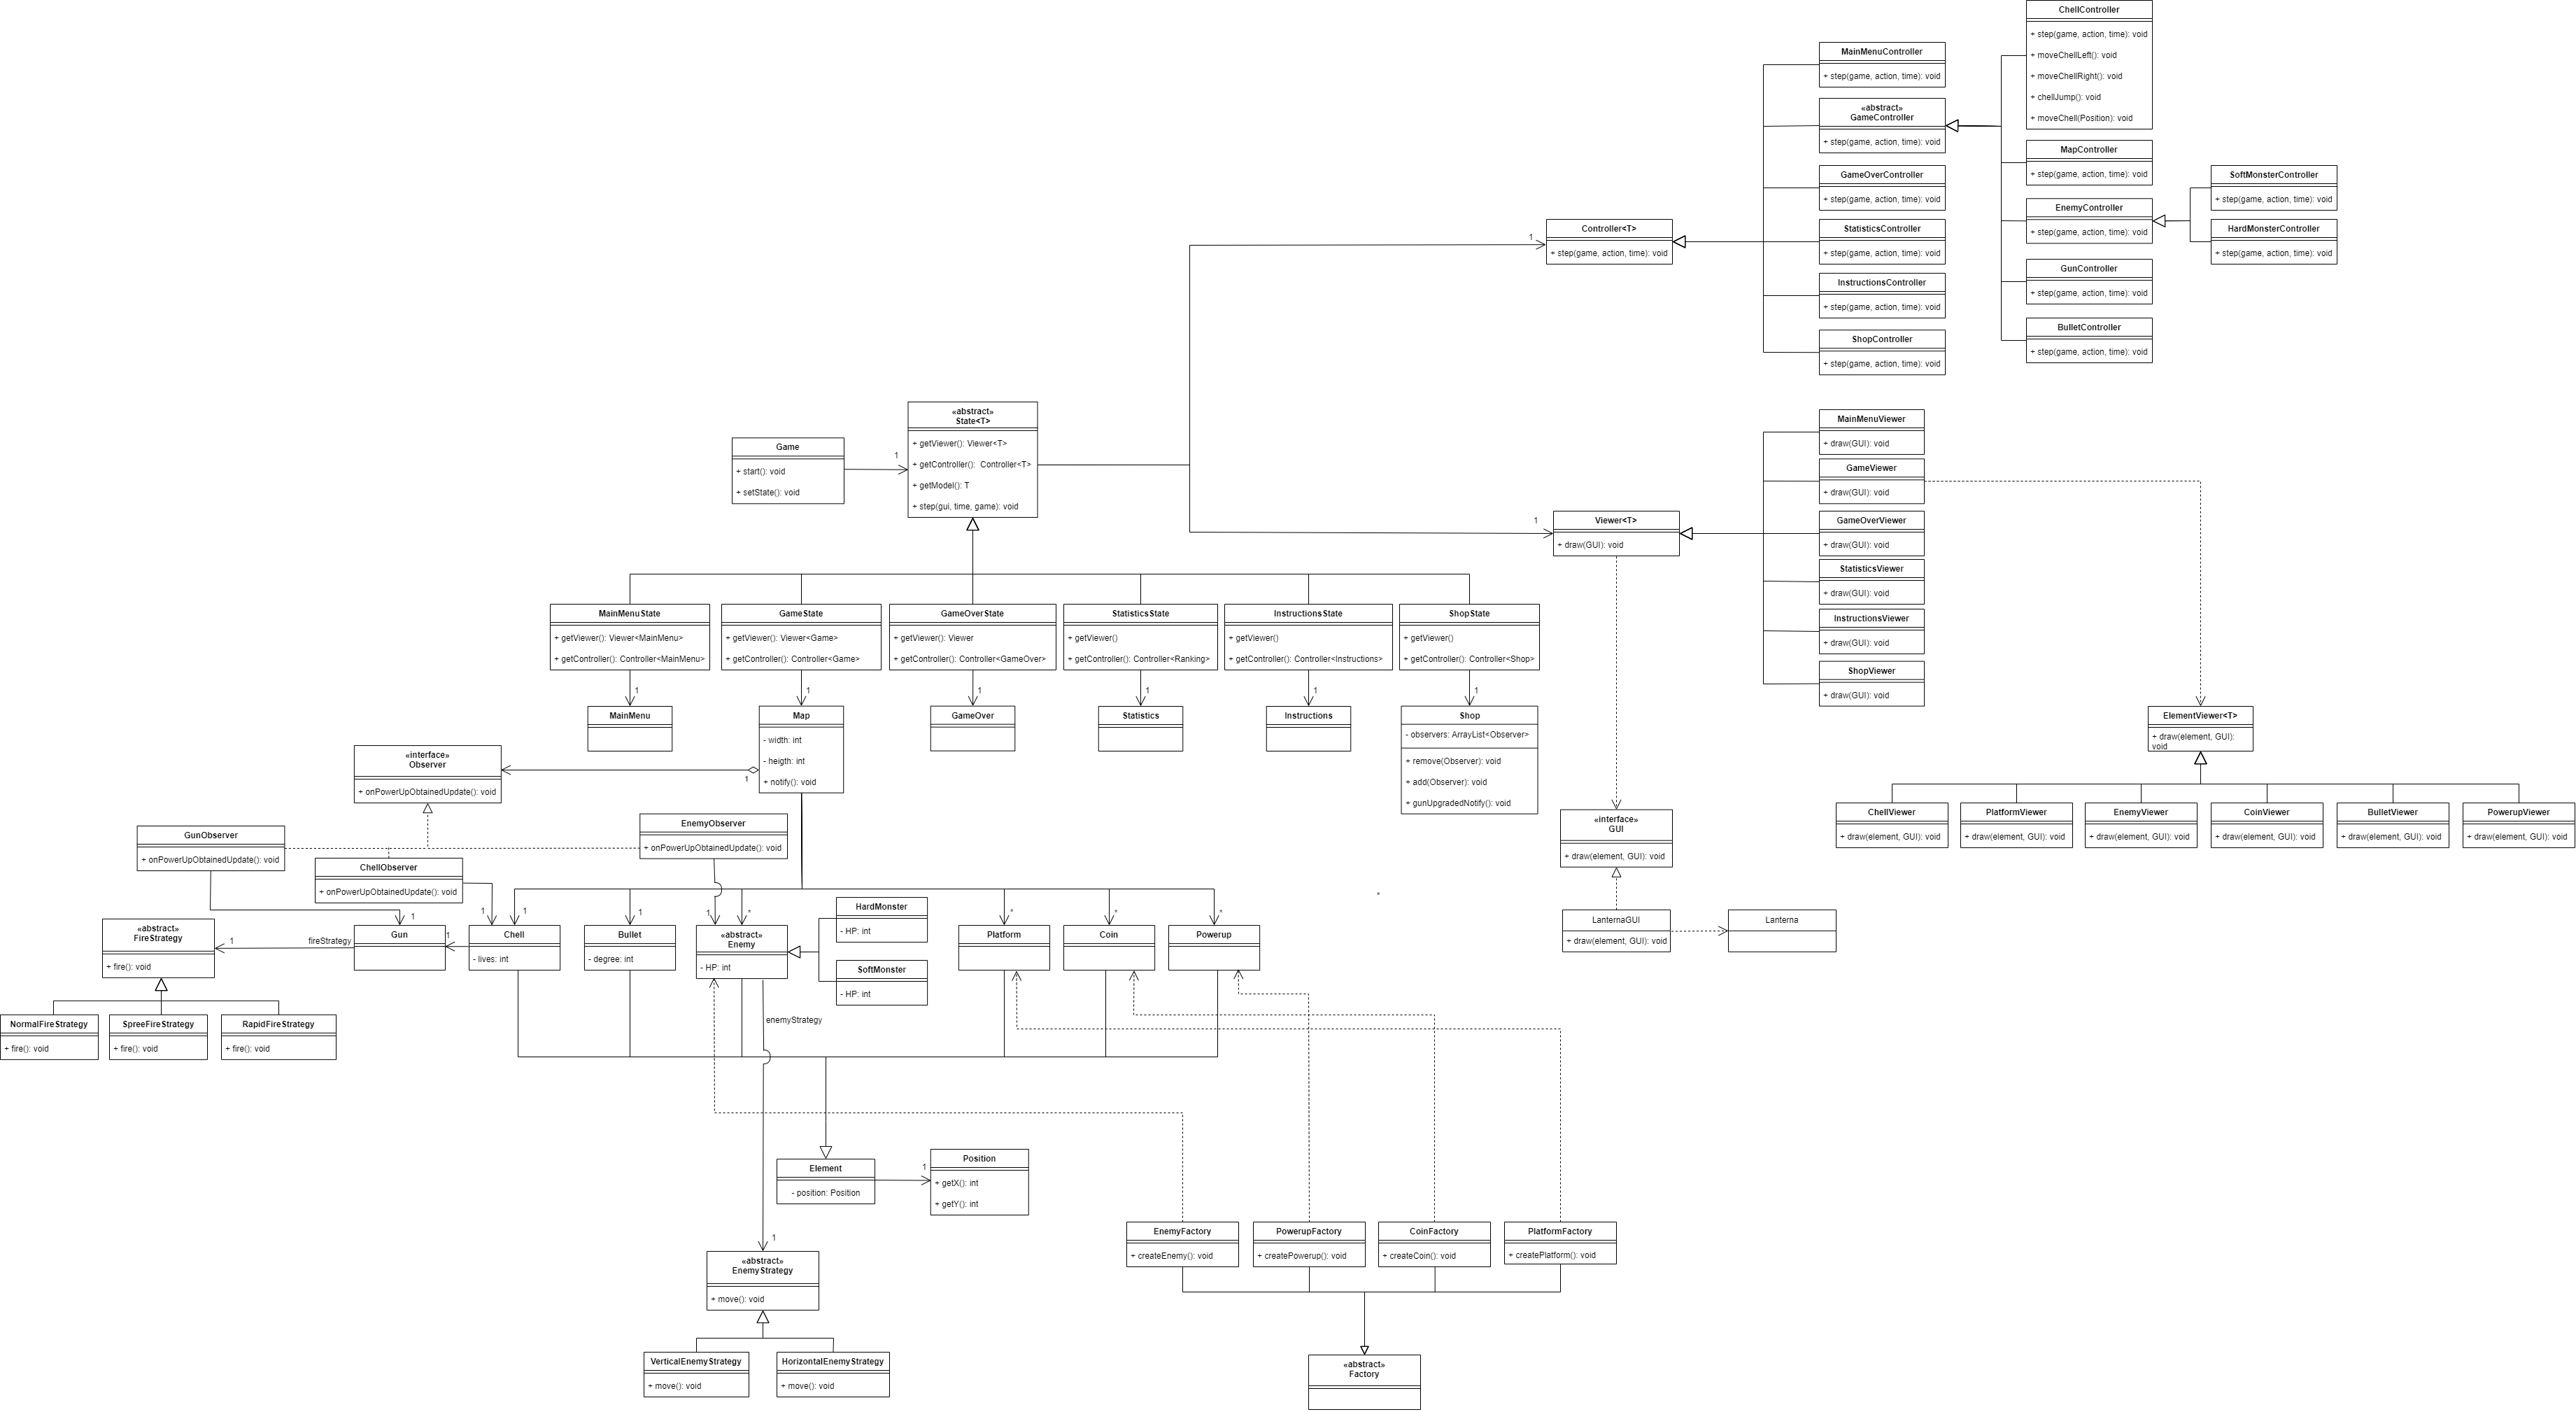 ChellController
+ step(game, action, time): void
+ moveChellLeft(): void
+ moveChellRight(): void
+ chellJump(): void
+ moveChell(Position): void
MainMenuController
+ step(game, action, time): void
«abstract»
GameController
+ step(game, action, time): void
MapController
+ step(game, action, time): void
GameOverController
+ step(game, action, time): void
SoftMonsterController
+ step(game, action, time): void
EnemyController
+ step(game, action, time): void
Controller<T>
+ step(game, action, time): void
1
StatisticsController
+ step(game, action, time): void
HardMonsterController
+ step(game, action, time): void
GunController
+ step(game, action, time): void
InstructionsController
+ step(game, action, time): void
BulletController
+ step(game, action, time): void
ShopController
+ step(game, action, time): void
«abstract»
State<T>
+ getViewer(): Viewer<T>
+ getController():  Controller<T>
+ getModel(): T
+ step(gui, time, game): void
Game
+ start(): void
+ setState(): void
1
MainMenuViewer
+ draw(GUI): void
GameViewer
+ draw(GUI): void
Viewer<T>
+ draw(GUI): void
1
GameOverViewer
+ draw(GUI): void
StatisticsViewer
+ draw(GUI): void
InstructionsViewer
+ draw(GUI): void
ShopViewer
+ draw(GUI): void
MainMenuState
+ getViewer(): Viewer<MainMenu>
+ getController(): Controller<MainMenu>
GameState
+ getViewer(): Viewer<Game>
+ getController(): Controller<Game>
GameOverState
+ getViewer(): Viewer
+ getController(): Controller<GameOver>
StatisticsState
+ getViewer()
+ getController(): Controller<Ranking>
InstructionsState
+ getViewer()
+ getController(): Controller<Instructions>
ShopState
+ getViewer()
+ getController(): Controller<Shop>
1
1
1
1
1
1
MainMenu
Map
- width: int
- heigth: int
+ notify(): void
GameOver
Statistics
Instructions
Shop
- observers: ArrayList<Observer>
+ remove(Observer): void
+ add(Observer): void
+ gunUpgradedNotify(): void
ElementViewer<T>
+ draw(element, GUI):
void
«interface»
Observer
+ onPowerUpObtainedUpdate(): void
1
ChellViewer
+ draw(element, GUI): void
PlatformViewer
+ draw(element, GUI): void
EnemyViewer
+ draw(element, GUI): void
CoinViewer
+ draw(element, GUI): void
BulletViewer
+ draw(element, GUI): void
PowerupViewer
+ draw(element, GUI): void
«interface»
GUI
+ draw(element, GUI): void
GunObserver
+ onPowerUpObtainedUpdate(): void
EnemyObserver
+ onPowerUpObtainedUpdate(): void
ChellObserver
+ onPowerUpObtainedUpdate(): void
*
LanternaGUI
+ draw(element, GUI): void
Lanterna
1
1
1
1
1
*
*
*
*
«abstract»
FireStrategy
+ fire(): void
1
fireStrategy
Gun
1
Chell
- lives: int
Bullet
- degree: int
«abstract»
Enemy
- HP: int
HardMonster
- HP: int
SoftMonster
- HP: int
Platform
Coin
Powerup
NormalFireStrategy
+ fire(): void
SpreeFireStrategy
+ fire(): void
RapidFireStrategy
+ fire(): void
enemyStrategy
Element
- position: Position
1
Position
+ getX(): int
+ getY(): int
EnemyFactory
+ createEnemy(): void
PowerupFactory
+ createPowerup(): void
CoinFactory
+ createCoin(): void
PlatformFactory
+ createPlatform(): void
1
«abstract»
EnemyStrategy
+ move(): void
VerticalEnemyStrategy
+ move(): void
HorizontalEnemyStrategy
+ move(): void
«abstract»
Factory